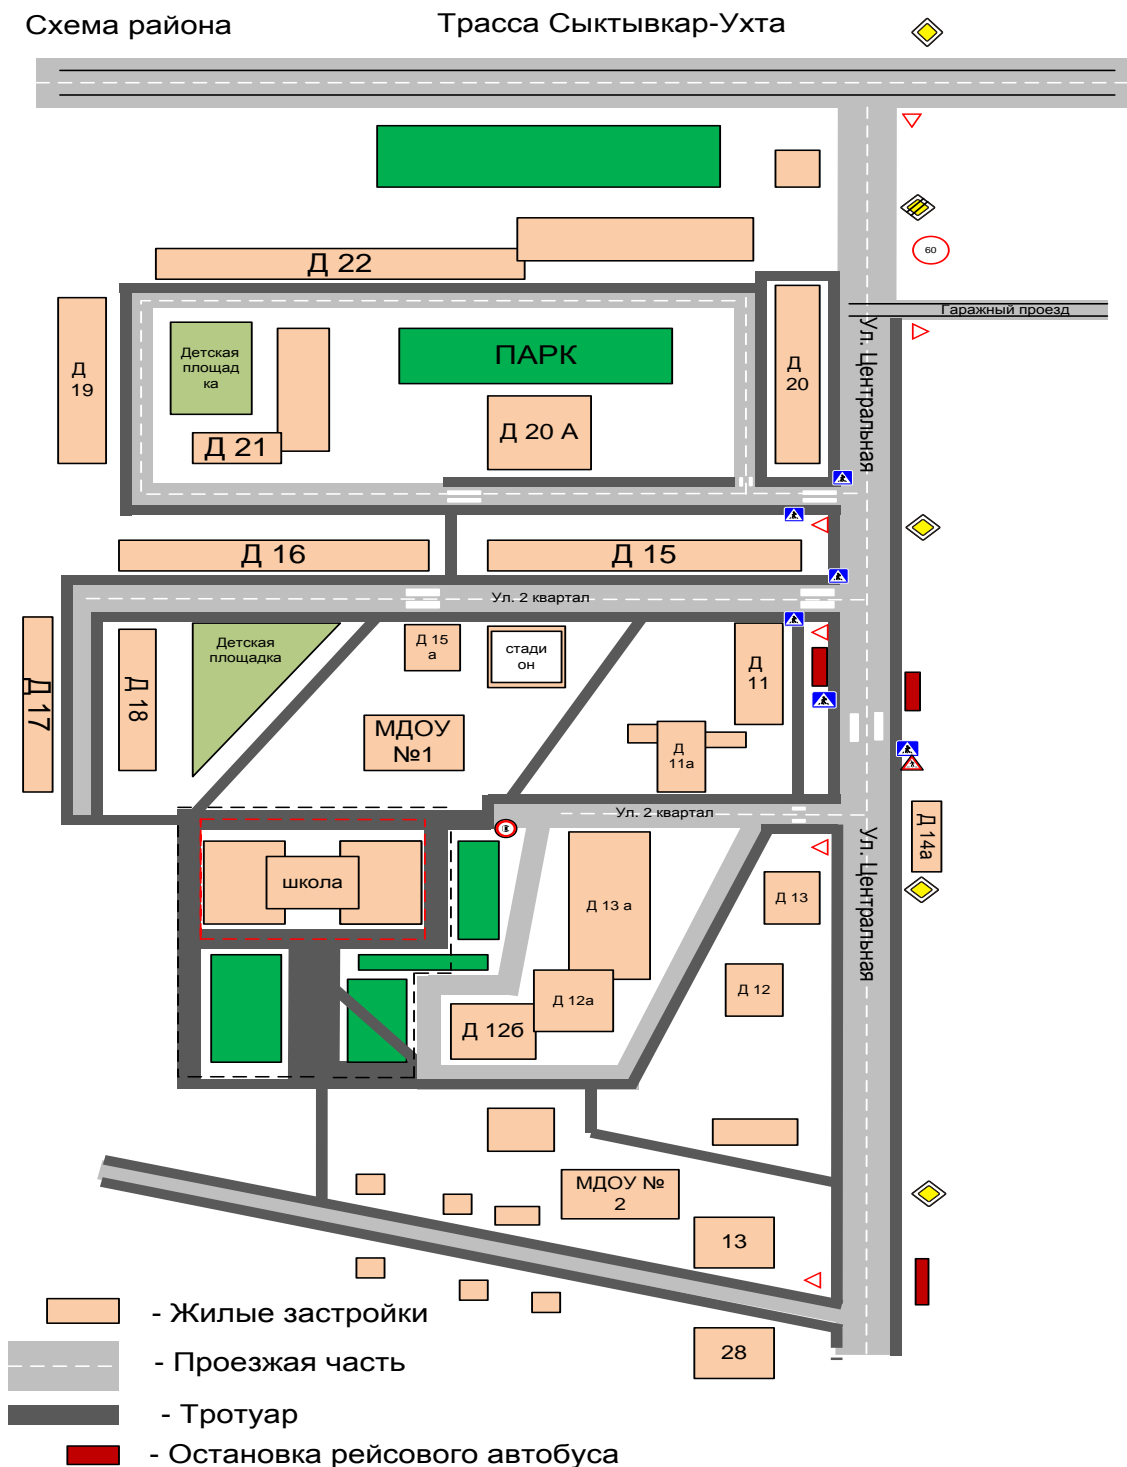 Схема района
Трасса Сыктывкар-Ухта
60
Д 22
Гаражный проезд
Ул. Центральная
Детская
площад
ка
ПАРК
Д
19
Д
20
Д 20 А
Д 21
Д 16
Д 15
Ул. 2 квартал
Детская
площадка
Д 15
а
стади
он
Д
11
Д 17
Д 18
МДОУ
№1
Д
11а
Ул. 2 квартал
Ул. Центральная
Д 14а
школа
Д 13 а
Д 13
Д 12
Д 12а
Д 12б
МДОУ №
2
13
28
- Жилые застройки
- Проезжая часть
- Тротуар
- Остановка рейсового автобуса